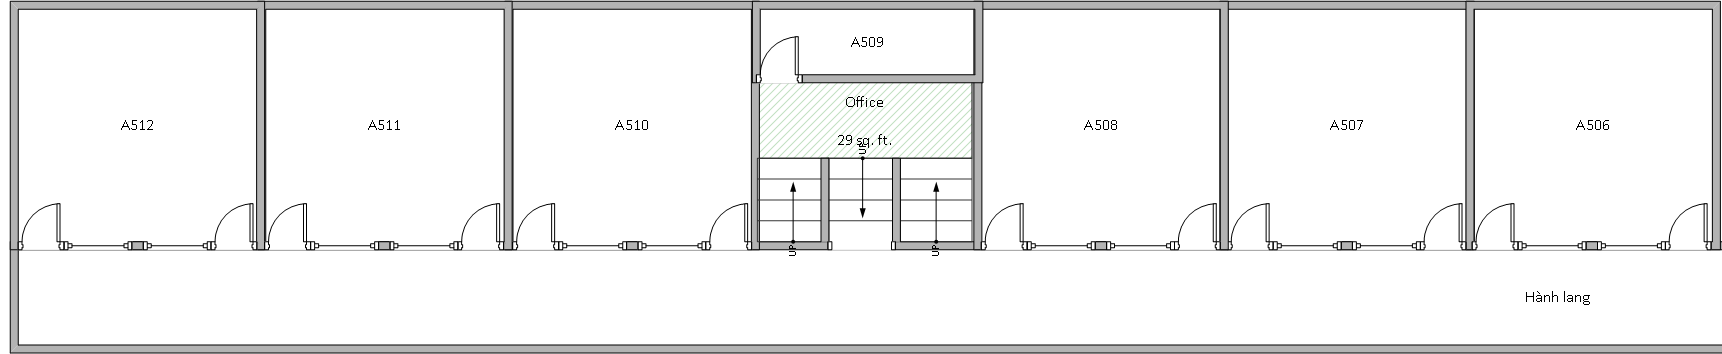 A509
Office
A512
A511
A510
A508
A507
A506
29 sq. ft.
UP
UP
UP
Hành lang